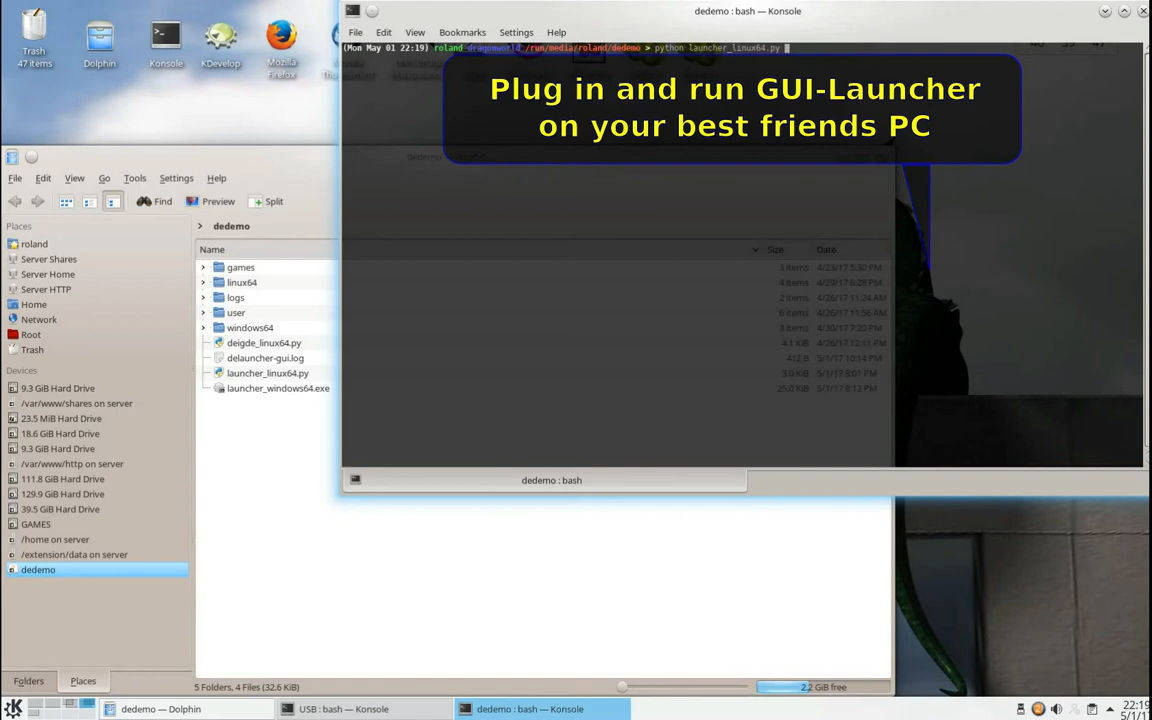 Trash
47 items
Dolphin
Konsole
KDevelop
Mozilla
Firefox
dedemo : bash — Konsole
File Edit View Bookmarks Settings Help
(Mon May 01 22:19) roland dragonworld /run/media/roland/dedemo > python launcher_linux64.py
Plug in and run GUI-Launcher
on your best friends PC
File Edit View Go Tools Settings Help
Find Preview Split
Places
roland
Server Shares
Server Home
Server HTTP
Home
Network
Root
Trash
Devices
9.3 GiB Hard Drive
/var/www/shares on server
23.5 MiB Hard Drive
18.6 GiB Hard Drive
9.3 GiB Hard Drive
/var/www/http on server
111.8 GiB Hard Drive
129.9 GiB Hard Drive
39.5 GiB Hard Drive
GAMES
/home on server
/extension/data on server
dedemo
> dedemo
Name Size Date
games 3 items 4/23/17 5:30 PM
linux64 4 items 4/29/17 6:28 PM
logs 2 items 4/26/17 11:24 AM
user 6 items 4/26/17 11:56 AM
windows64 3 items 4/30/17 7:20 PM
deigde_linux64.py 4.1 KiB 4/26/17 12:11 PM
delauncher-gui.log 412 B 5/1/17 10:14 PM
launcher_linux64.py 3.0 KiB 5/1/17 8:01 PM
launcher_windows64.exe 25.0 KiB 5/1/17 8:12 PM
dedemo : bash
Folders Places
5 Folders, 4 Files (32.6 KiB)
2.2 GiB free
dedemo — Dolphin
USB : bash — Konsole
dedemo : bash — Konsole
22:19
5/1/1